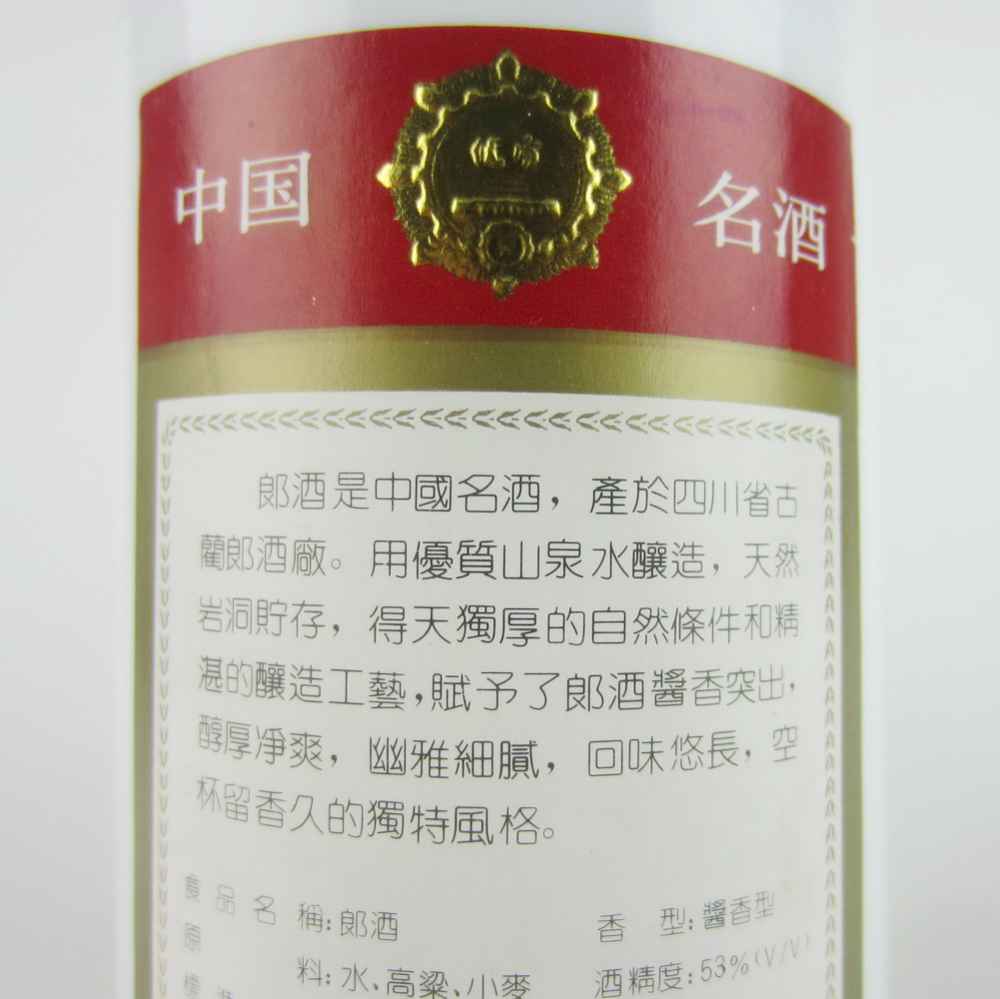 中国 名酒
郎酒是中國名酒，產於四川省古
藺郎酒廠。用優質山泉水釀造，天然
岩洞貯存，得天獨厚的自然條件和精
湛的釀造工藝，賦予了郎酒醬香突出，
醇厚凈爽，幽雅細膩，回味悠長，空
杯留香久的獨特風格。
食品名稱：郎酒 香型：醬香型
原料：水、高粱、小麥 酒精度：53%(V/V)